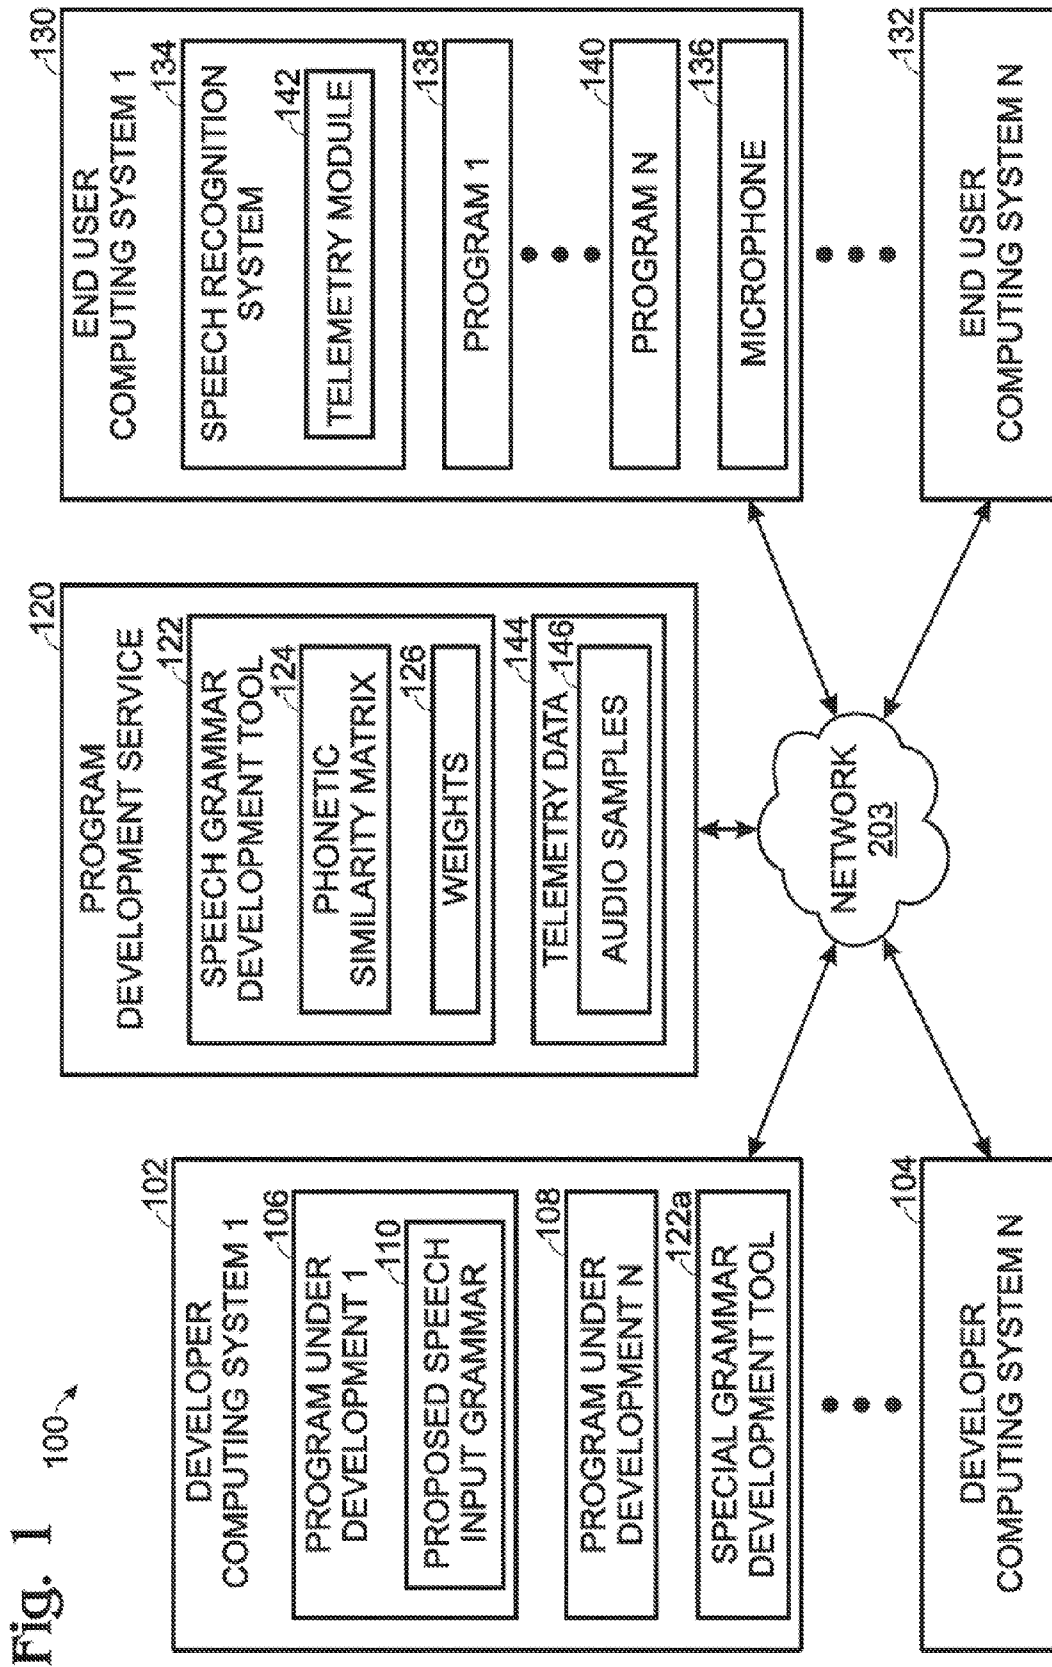 Fig. 1
100
102
DEVELOPER
COMPUTING SYSTEM 1
106
PROGRAM UNDER
DEVELOPMENT 1
110
PROPOSED SPEECH
INPUT GRAMMAR
108
PROGRAM UNDER
DEVELOPMENT N
122a
SPECIAL GRAMMAR
DEVELOPMENT TOOL
104
DEVELOPER
COMPUTING SYSTEM N
120
PROGRAM
DEVELOPMENT SERVICE
122
SPEECH GRAMMAR
DEVELOPMENT TOOL
124
PHONETIC
SIMILARITY MATRIX
126
WEIGHTS
144
TELEMETRY DATA
146
AUDIO SAMPLES
NETWORK
203
130
END USER
COMPUTING SYSTEM 1
134
SPEECH RECOGNITION
SYSTEM
142
TELEMETRY MODULE
138
PROGRAM 1
140
PROGRAM N
136
MICROPHONE
132
END USER
COMPUTING SYSTEM N